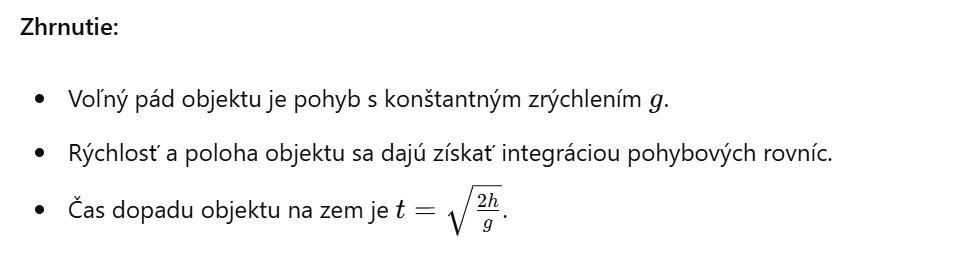 Zhrnutie:
• Voľný pád objektu je pohyb s konštantným zrýchlením g.
• Rýchlosť a poloha objektu sa dajú získať integráciou pohybových rovníc.
• Čas dopadu objektu na zem je t = √(2h/g).